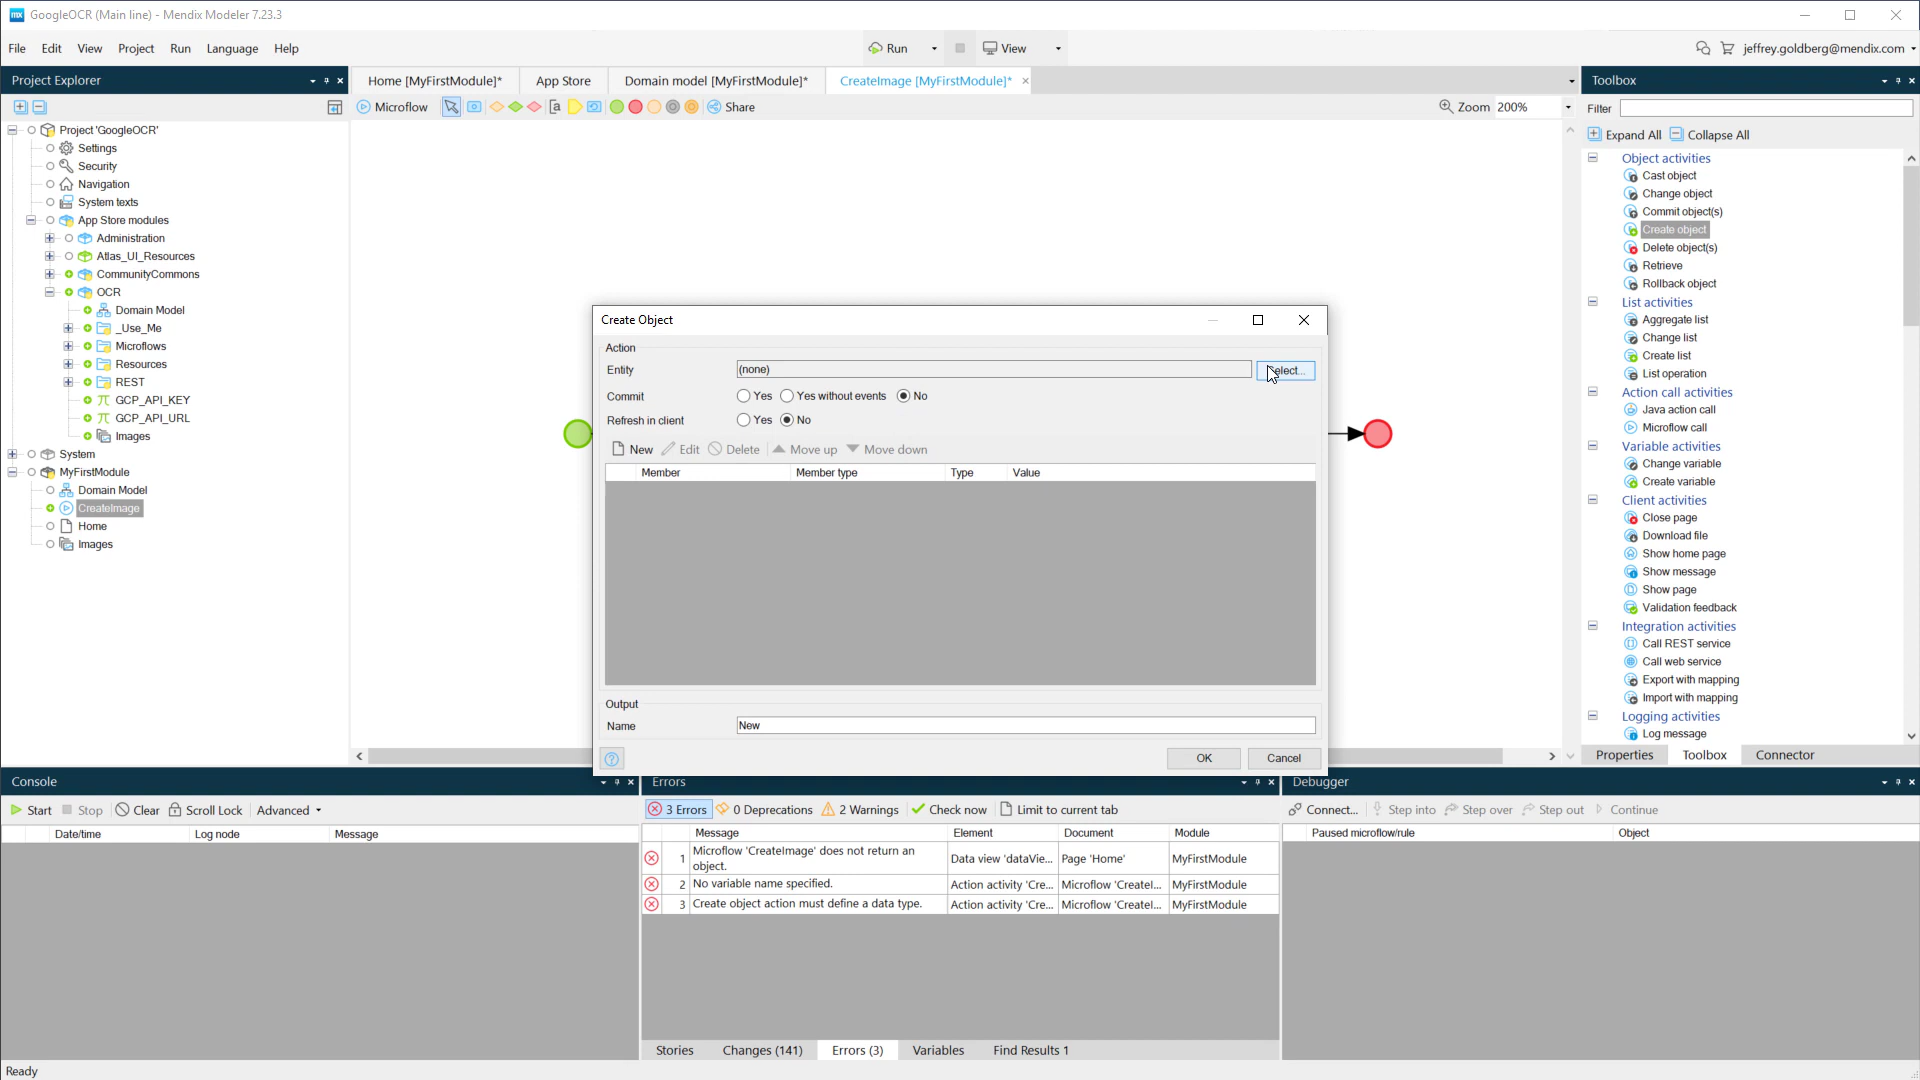 GoogleOCR (Main line) - Mendix Modeler 7.23.3
File Edit View Project Run Language Help
Run View
jeffrey.goldberg@mendix.com
Project Explorer
Home [MyFirstModule]* App Store Domain model [MyFirstModule]* CreateImage [MyFirstModule]*
Toolbox
Microflow Share Zoom 200%
Filter
Expand All Collapse All
Project 'GoogleOCR'
Settings
Security
Navigation
System texts
App Store modules
Administration
Atlas_UI_Resources
CommunityCommons
OCR
Domain Model
_Use_Me
Microflows
Resources
REST
GCP_API_KEY
GCP_API_URL
Images
System
MyFirstModule
Domain Model
CreateImage
Home
Images
Create Object
Action
Entity (none)
Commit Yes Yes without events No
Refresh in client Yes No
New Edit Delete Move up Move down
Member Member type Type Value
Output
Name New
OK Cancel
Object activities
Cast object
Change object
Commit object(s)
Create object
Delete object(s)
Retrieve
Rollback object
List activities
Aggregate list
Change list
Create list
List operation
Action call activities
Java action call
Microflow call
Variable activities
Change variable
Create variable
Client activities
Close page
Download file
Show home page
Show message
Show page
Validation feedback
Integration activities
Call REST service
Call web service
Export with mapping
Import with mapping
Logging activities
Log message
Properties Toolbox Connector
Console
Start Stop Clear Scroll Lock Advanced
Date/time Log node Message
Errors
3 Errors 0 Deprecations 2 Warnings Check now Limit to current tab
Message Element Document Module
1 Microflow 'CreateImage' does not return an
object. Data view 'dataVie... Page 'Home' MyFirstModule
2 No variable name specified. Action activity 'Cre... Microflow 'CreateI... MyFirstModule
3 Create object action must define a data type. Action activity 'Cre... Microflow 'CreateI... MyFirstModule
Stories Changes (141) Errors (3) Variables Find Results 1
Debugger
Connect... Step into Step over Step out Continue
Paused microflow/rule Object
Ready